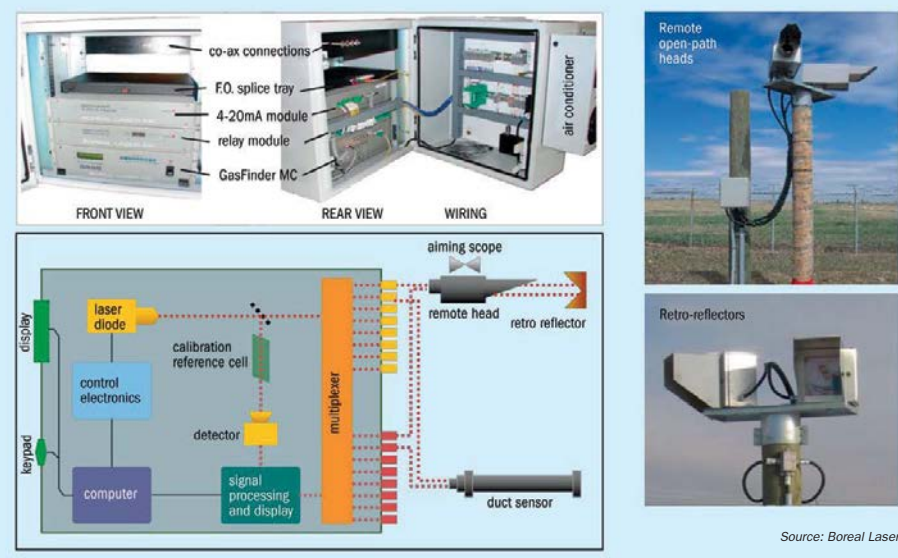 co-ax connections
F.O. splice tray
4-20mA module
relay module
GasFinder MC
air conditioner
FRONT VIEW
REAR VIEW
WIRING
Remote
open-path
heads
display
keypad
laser
diode
control
electronics
computer
calibration
reference cell
detector
signal
processing
and display
multiplexer
aiming scope
remote head
retro reflector
duct sensor
Retro-reflectors
Source: Boreal Laser